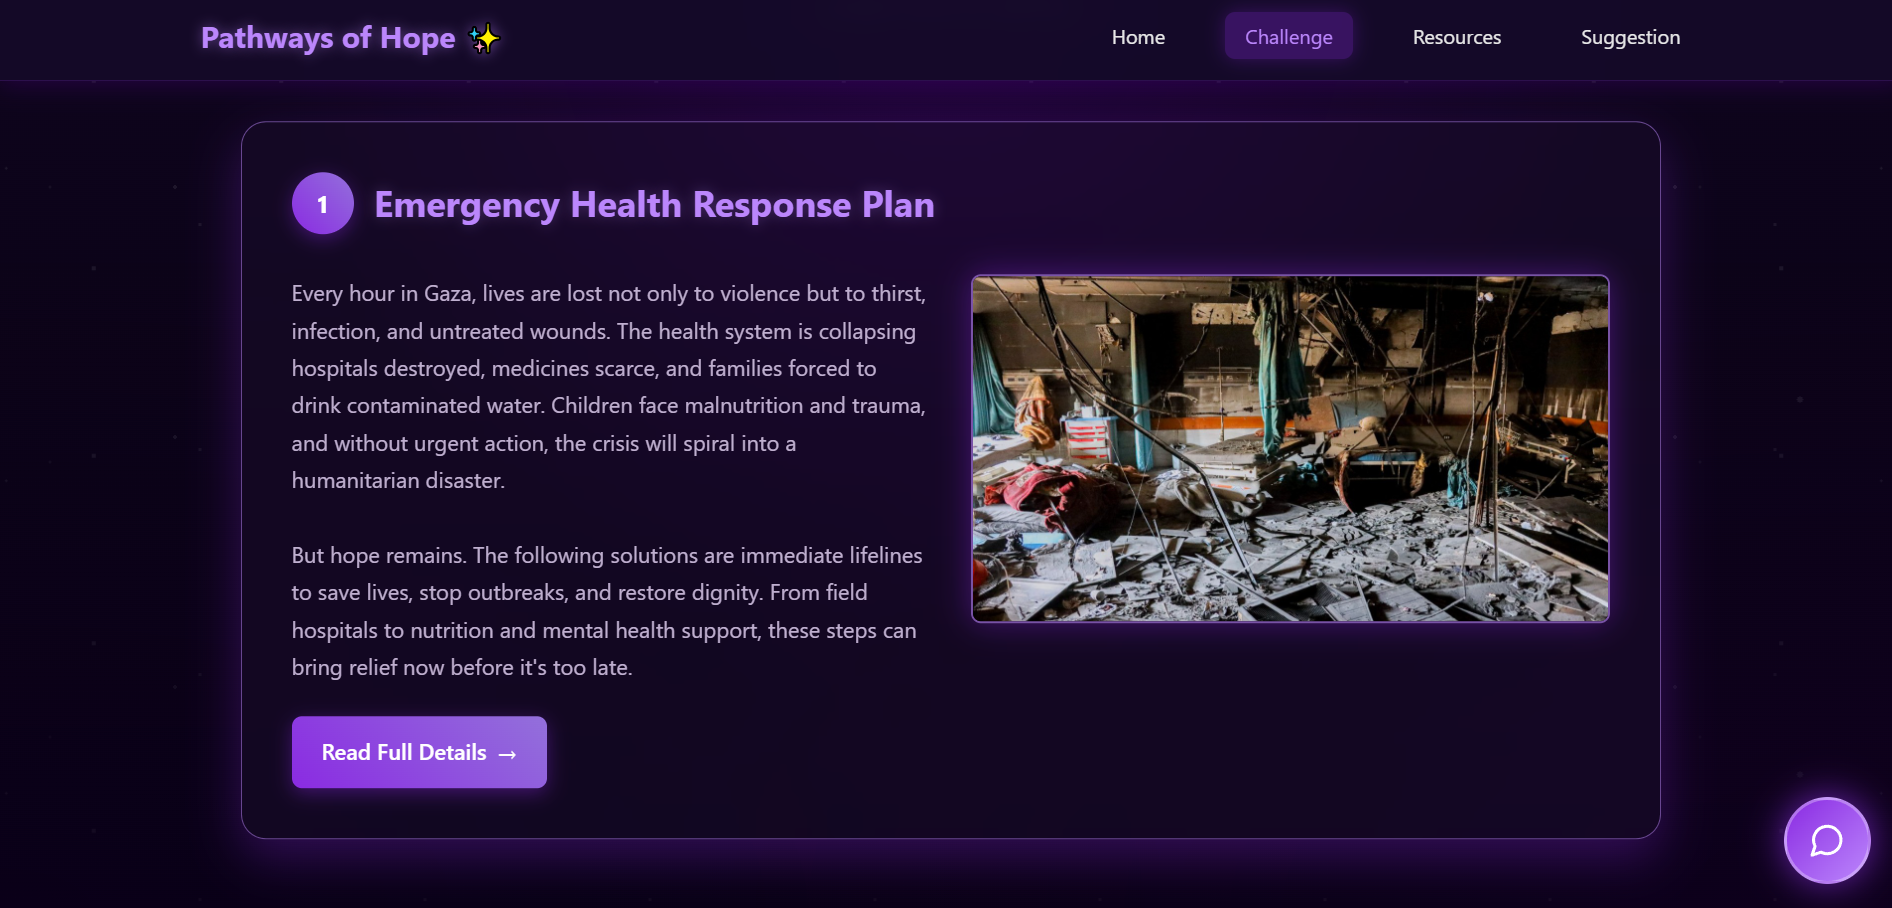 Pathways of Hope ✨
Home
Challenge
Resources
Suggestion
1
Emergency Health Response Plan
Every hour in Gaza, lives are lost not only to violence but to thirst,
infection, and untreated wounds. The health system is collapsing
hospitals destroyed, medicines scarce, and families forced to
drink contaminated water. Children face malnutrition and trauma,
and without urgent action, the crisis will spiral into a
humanitarian disaster.
But hope remains. The following solutions are immediate lifelines
to save lives, stop outbreaks, and restore dignity. From field
hospitals to nutrition and mental health support, these steps can
bring relief now before it's too late.
Read Full Details →